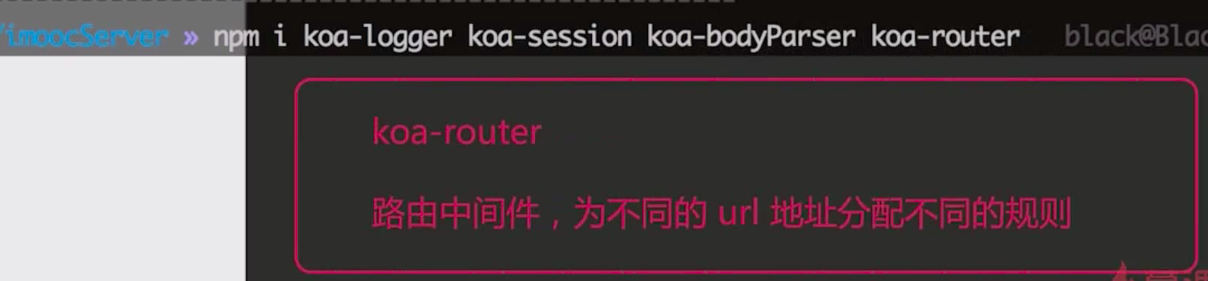 /imoocServer » npm i koa-logger koa-session koa-bodyParser koa-router black@Blac
koa-router
路由中间件，为不同的 url 地址分配不同的规则